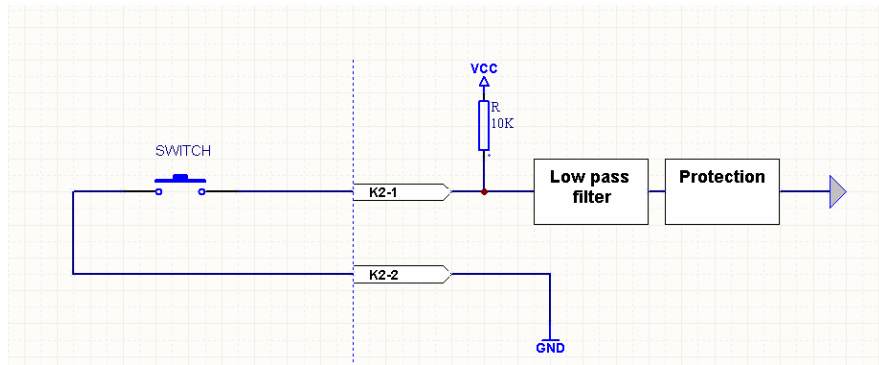 VCC
R
10K
SWITCH
K2-1
Low pass
filter
Protection
K2-2
GND